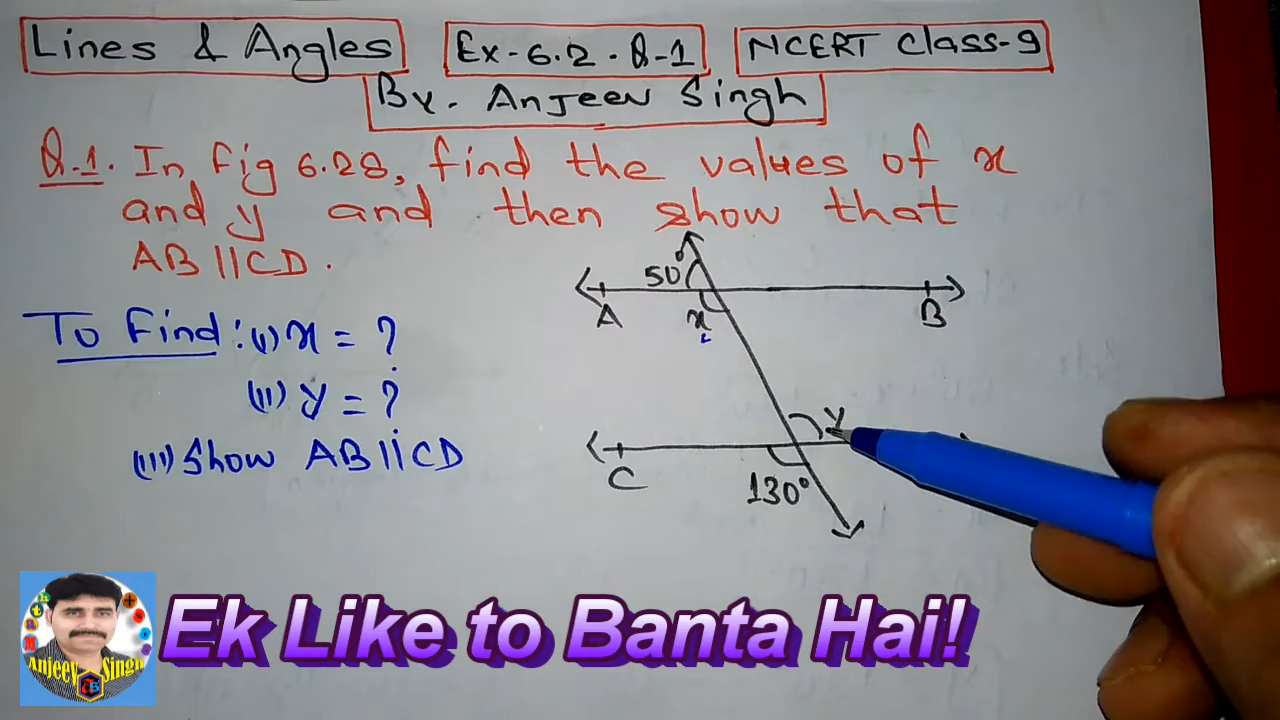 Lines & Angles Ex-6.2. Q-1 NCERT Class-9
By. Anjeev Singh
Q.1. In Fig 6.28, find the values of x
and y and then show that
AB||CD.
To Find: (i) x = ?
(ii) y = ?
(iii) Show AB||CD
50°
A
x
B
y
C
130°
Ek Like to Banta Hai!
Anjeev Singh